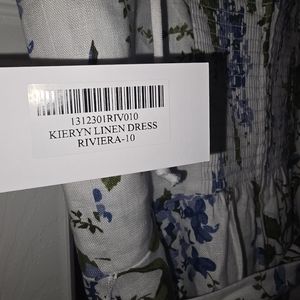 1312301RIV010
KIERYN LINEN DRESS
RIVIERA-10